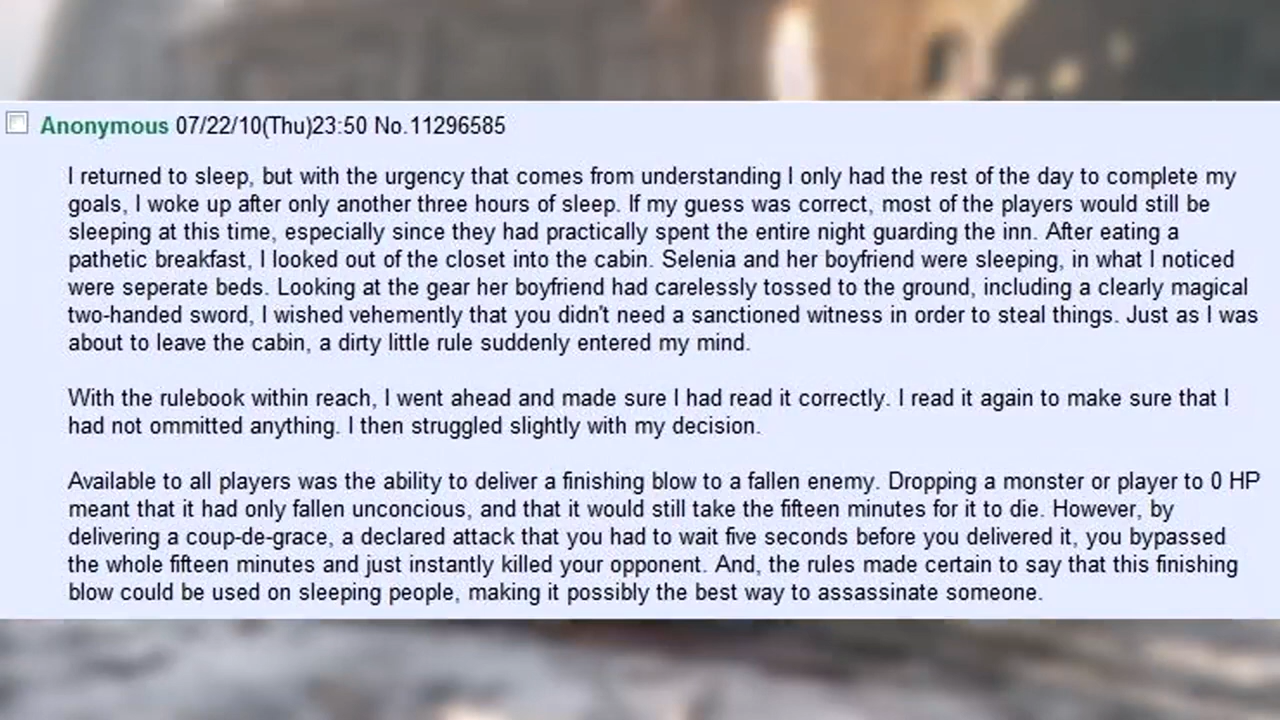 Anonymous 07/22/10(Thu)23:50 No.11296585
I returned to sleep, but with the urgency that comes from understanding I only had the rest of the day to complete my
goals, I woke up after only another three hours of sleep. If my guess was correct, most of the players would still be
sleeping at this time, especially since they had practically spent the entire night guarding the inn. After eating a
pathetic breakfast, I looked out of the closet into the cabin. Selenia and her boyfriend were sleeping, in what I noticed
were seperate beds. Looking at the gear her boyfriend had carelessly tossed to the ground, including a clearly magical
two-handed sword, I wished vehemently that you didn't need a sanctioned witness in order to steal things. Just as I was
about to leave the cabin, a dirty little rule suddenly entered my mind.
With the rulebook within reach, I went ahead and made sure I had read it correctly. I read it again to make sure that I
had not ommitted anything. I then struggled slightly with my decision.
Available to all players was the ability to deliver a finishing blow to a fallen enemy. Dropping a monster or player to 0 HP
meant that it had only fallen unconcious, and that it would still take the fifteen minutes for it to die. However, by
delivering a coup-de-grace, a declared attack that you had to wait five seconds before you delivered it, you bypassed
the whole fifteen minutes and just instantly killed your opponent. And, the rules made certain to say that this finishing
blow could be used on sleeping people, making it possibly the best way to assassinate someone.